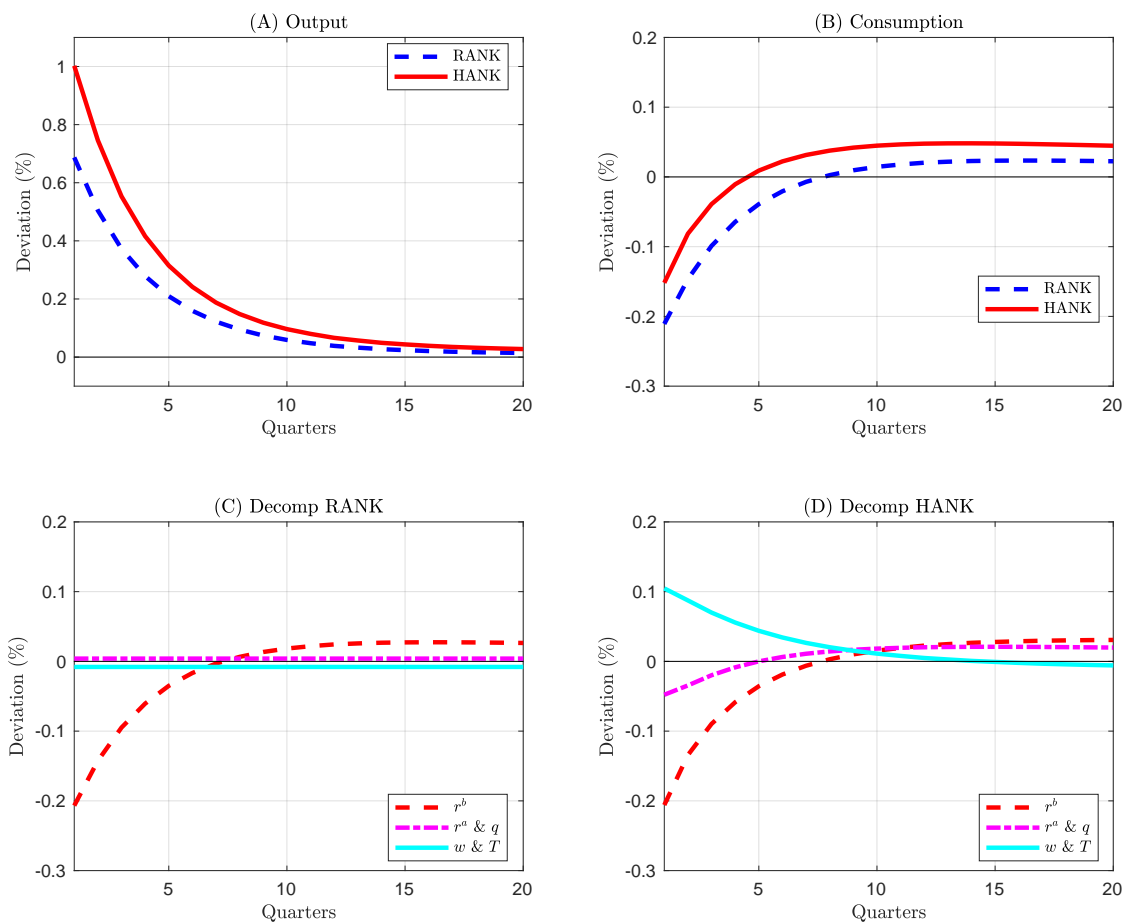 (A) Output
Deviation (%)
1
0.8
0.6
0.4
0.2
0
5
10
15
20
Quarters
RANK
HANK
(B) Consumption
Deviation (%)
0.2
0.1
0
-0.1
-0.2
-0.3
5
10
15
20
Quarters
RANK
HANK
(C) Decomp RANK
Deviation (%)
0.2
0.1
0
-0.1
-0.2
-0.3
5
10
15
20
Quarters
r^b
r^a & q
w & T
(D) Decomp HANK
Deviation (%)
0.2
0.1
0
-0.1
-0.2
-0.3
5
10
15
20
Quarters
r^b
r^a & q
w & T